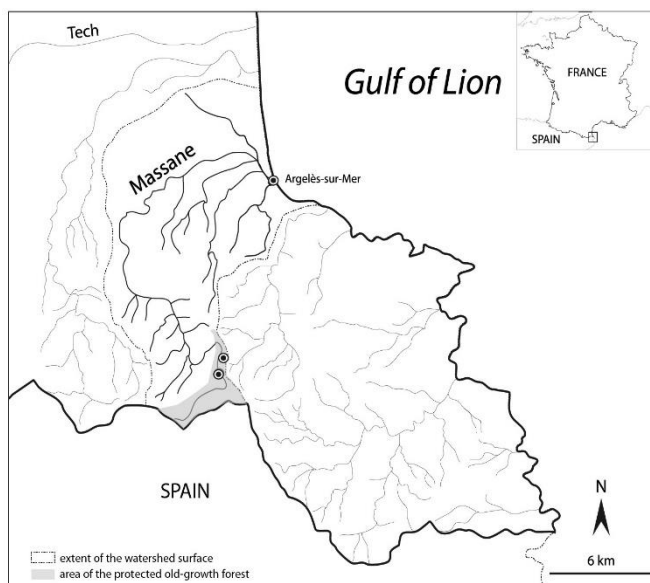 Tech
Gulf of Lion
FRANCE
SPAIN
Massane
Argelès-sur-Mer
SPAIN
N
6 km
extent of the watershed surface
area of the protected old-growth forest